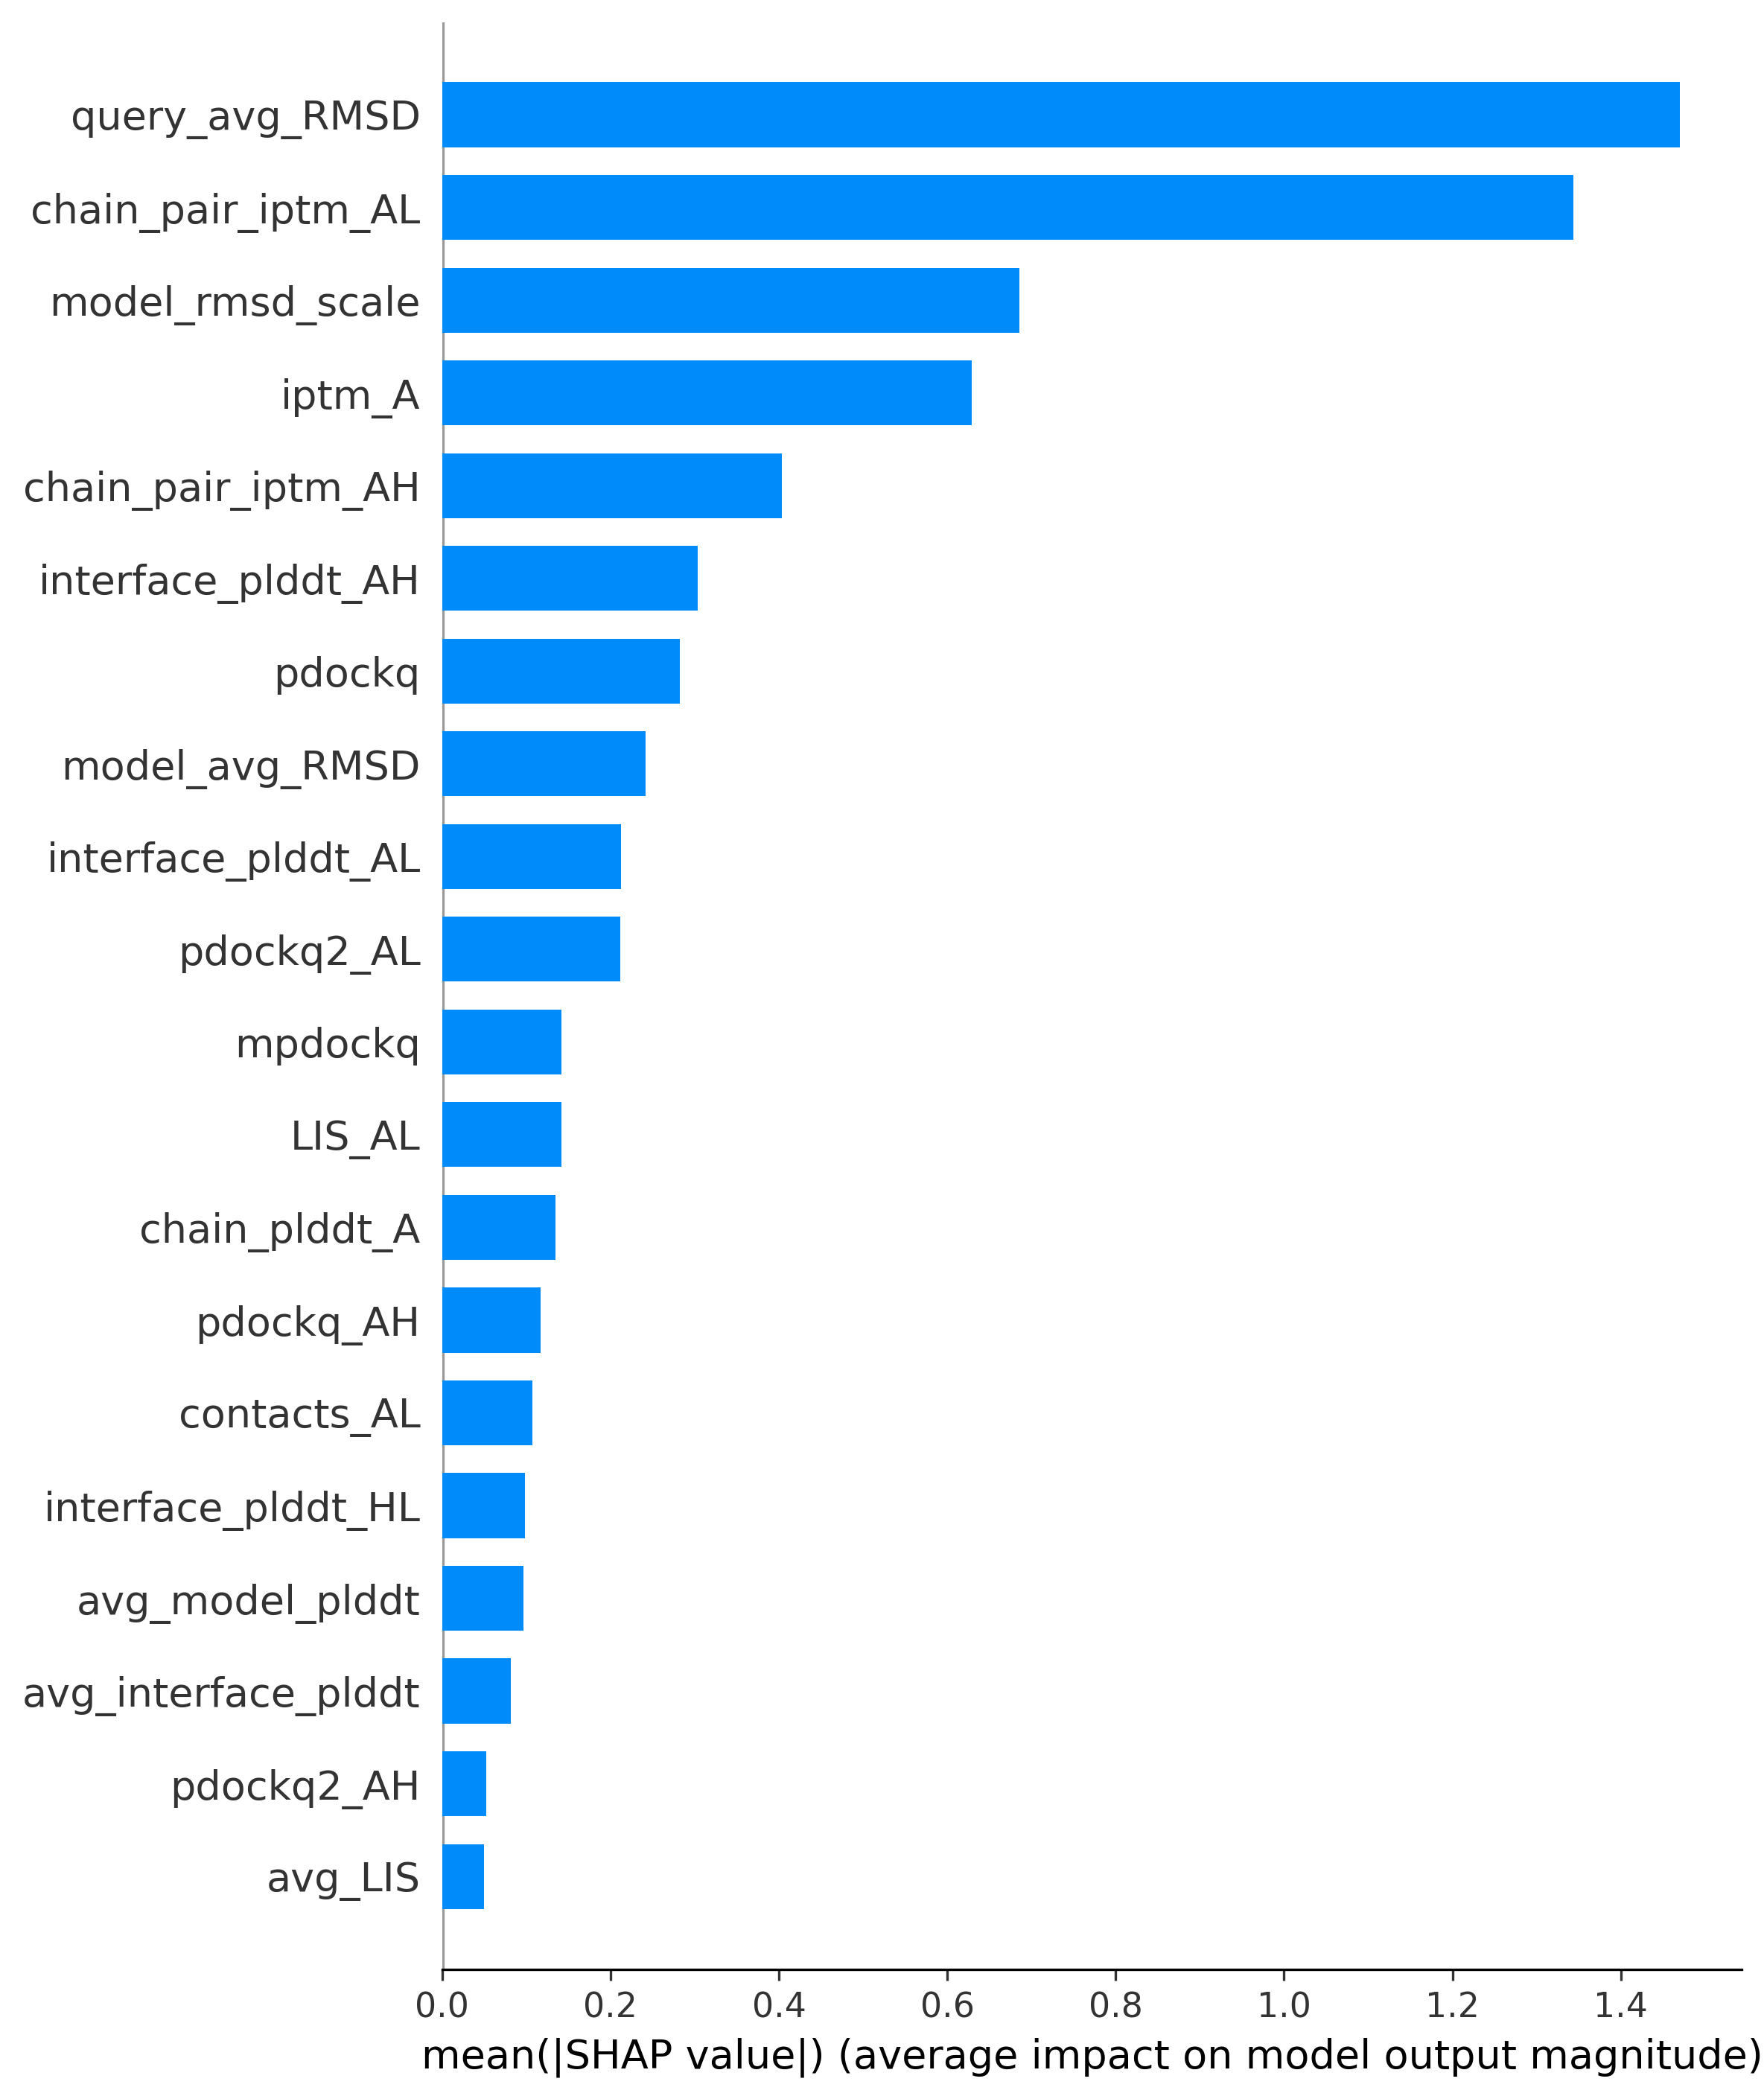 query_avg_RMSD
chain_pair_iptm_AL
model_rmsd_scale
iptm_A
chain_pair_iptm_AH
interface_plddt_AH
pdockq
model_avg_RMSD
interface_plddt_AL
pdockq2_AL
mpdockq
LIS_AL
chain_plddt_A
pdockq_AH
contacts_AL
interface_plddt_HL
avg_model_plddt
avg_interface_plddt
pdockq2_AH
avg_LIS
0.0 0.2 0.4 0.6 0.8 1.0 1.2 1.4
mean(|SHAP value|) (average impact on model output magnitude)